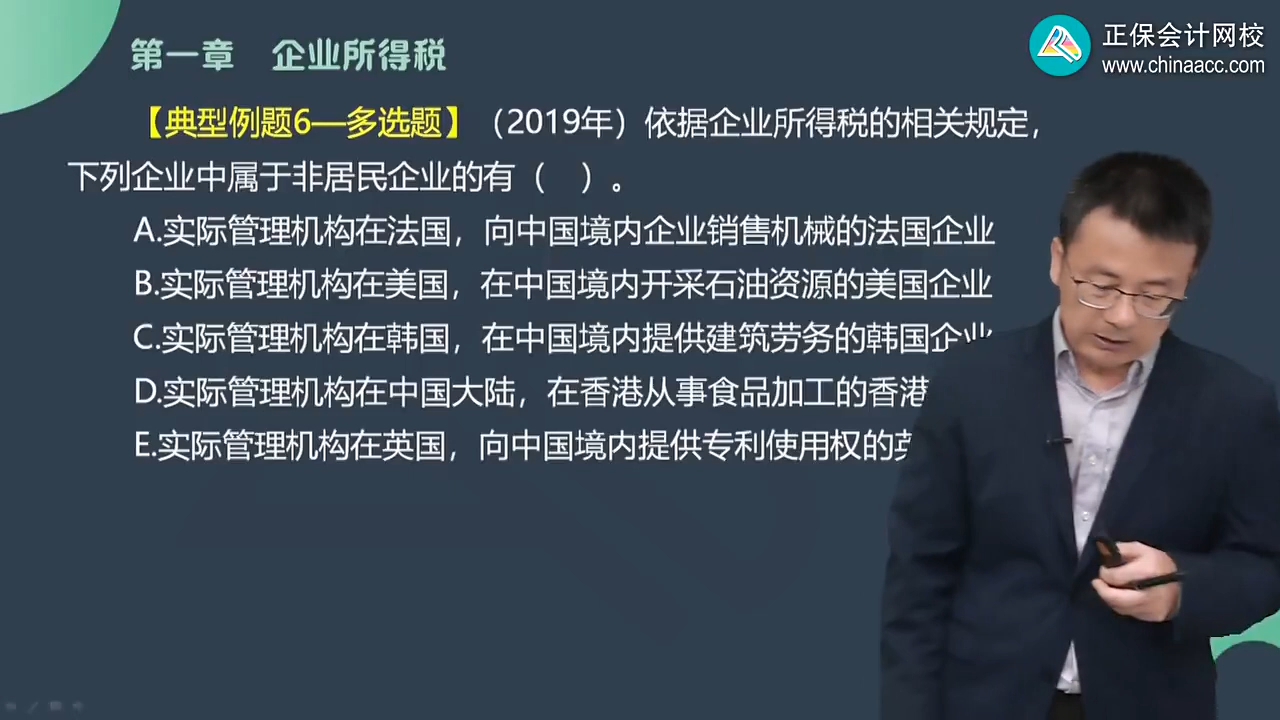 第一章 企业所得税
正保会计网校
www.chinaacc.com
【典型例题6—多选题】（2019年）依据企业所得税的相关规定，
下列企业中属于非居民企业的有（ ）。
A.实际管理机构在法国，向中国境内企业销售机械的法国企业
B.实际管理机构在美国，在中国境内开采石油资源的美国企业
C.实际管理机构在韩国，在中国境内提供建筑劳务的韩国企业
D.实际管理机构在中国大陆，在香港从事食品加工的香港
E.实际管理机构在英国，向中国境内提供专利使用权的